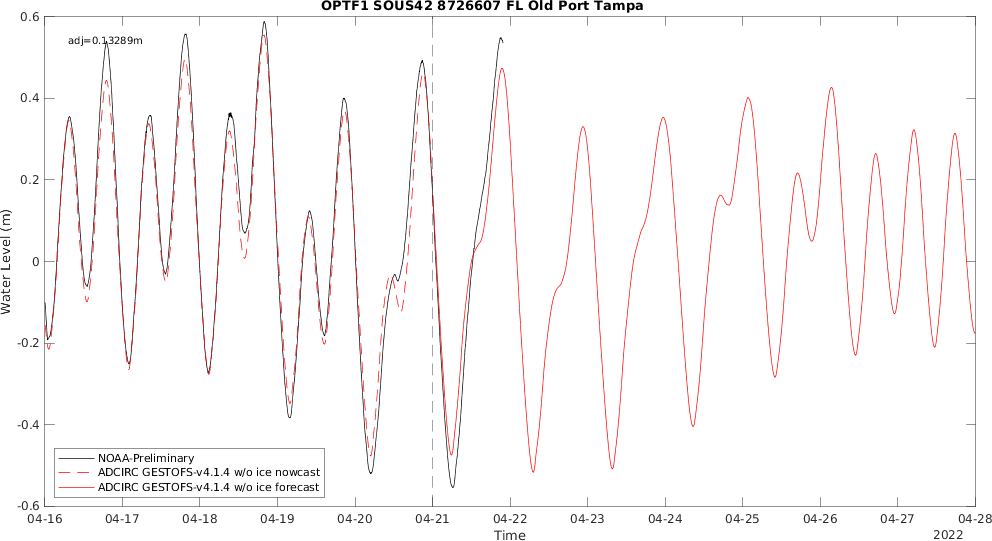 OPTF1 SOUS42 8726607 FL Old Port Tampa
adj=0.13289m
Water Level (m)
0.6
0.4
0.2
0
-0.2
-0.4
-0.6
NOAA-Preliminary
ADCIRC GESTOFS-v4.1.4 w/o ice nowcast
ADCIRC GESTOFS-v4.1.4 w/o ice forecast
04-16 04-17 04-18 04-19 04-20 04-21 04-22 04-23 04-24 04-25 04-26 04-27 04-28
Time
2022